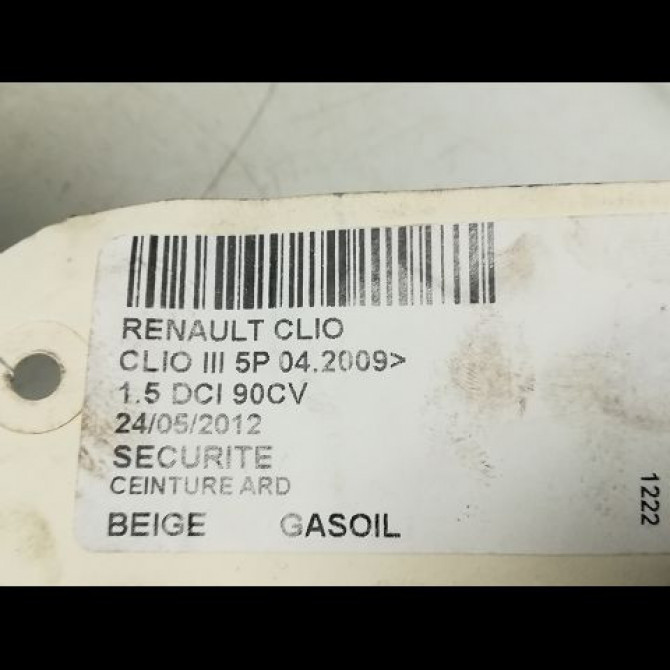 RENAULT CLIO
CLIO III 5P 04.2009>
1.5 DCI 90CV
24/05/2012
SECURITE
CEINTURE ARD
BEIGE GASOIL
1222